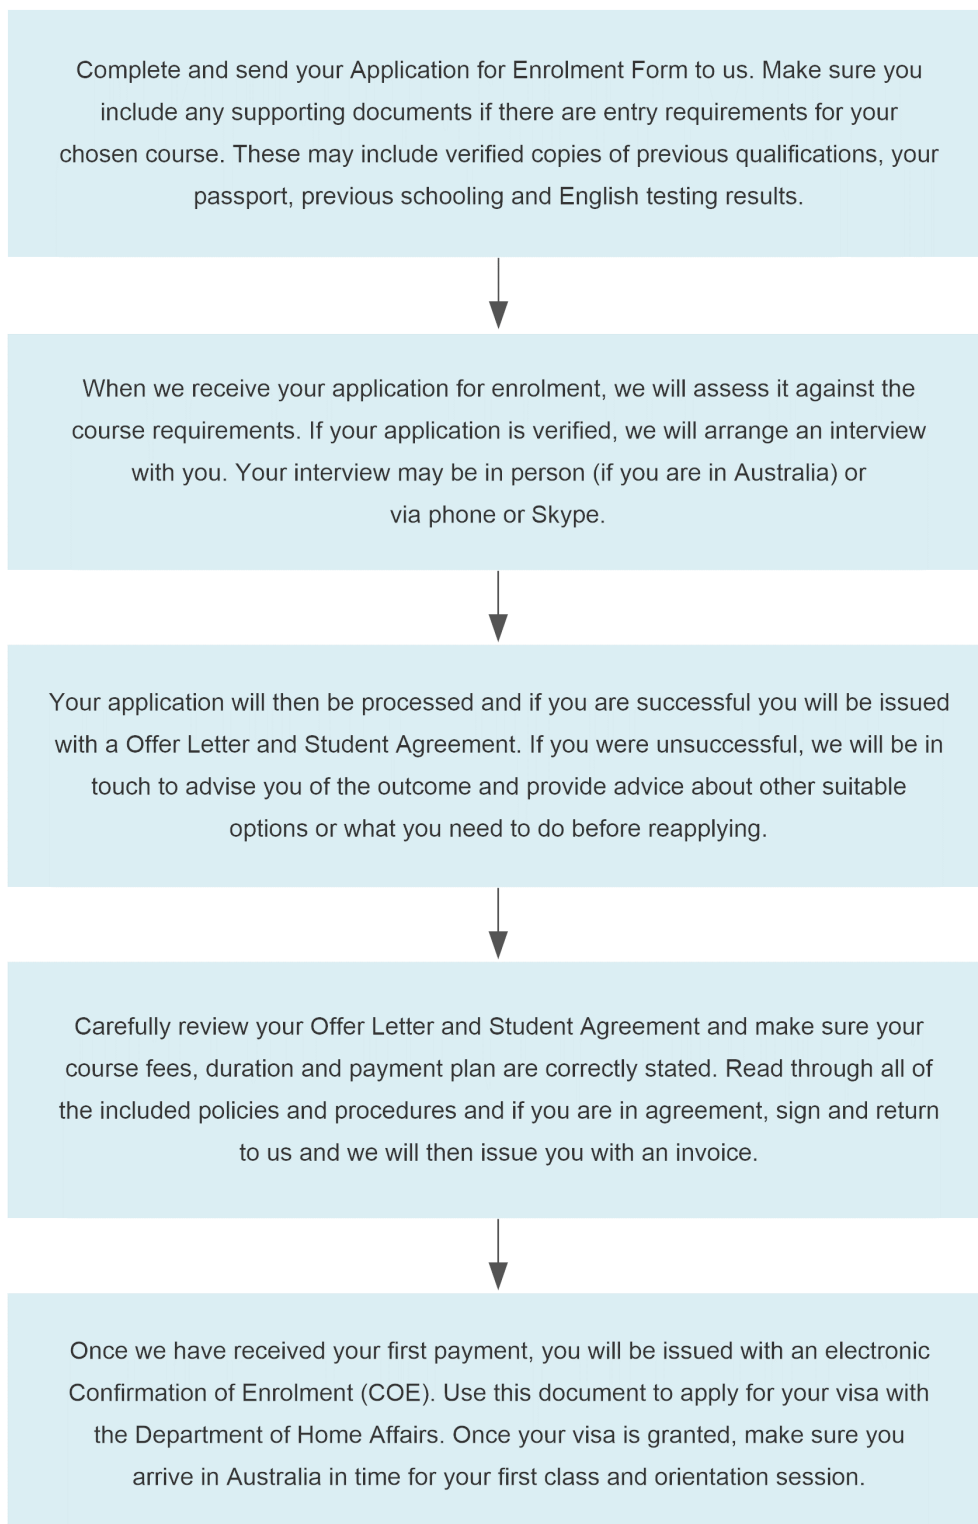 Complete and send your Application for Enrolment Form to us. Make sure you
include any supporting documents if there are entry requirements for your
chosen course. These may include verified copies of previous qualifications, your
passport, previous schooling and English testing results.
When we receive your application for enrolment, we will assess it against the
course requirements. If your application is verified, we will arrange an interview
with you. Your interview may be in person (if you are in Australia) or
via phone or Skype.
Your application will then be processed and if you are successful you will be issued
with a Offer Letter and Student Agreement. If you were unsuccessful, we will be in
touch to advise you of the outcome and provide advice about other suitable
options or what you need to do before reapplying.
Carefully review your Offer Letter and Student Agreement and make sure your
course fees, duration and payment plan are correctly stated. Read through all of
the included policies and procedures and if you are in agreement, sign and return
to us and we will then issue you with an invoice.
Once we have received your first payment, you will be issued with an electronic
Confirmation of Enrolment (COE). Use this document to apply for your visa with
the Department of Home Affairs. Once your visa is granted, make sure you
arrive in Australia in time for your first class and orientation session.